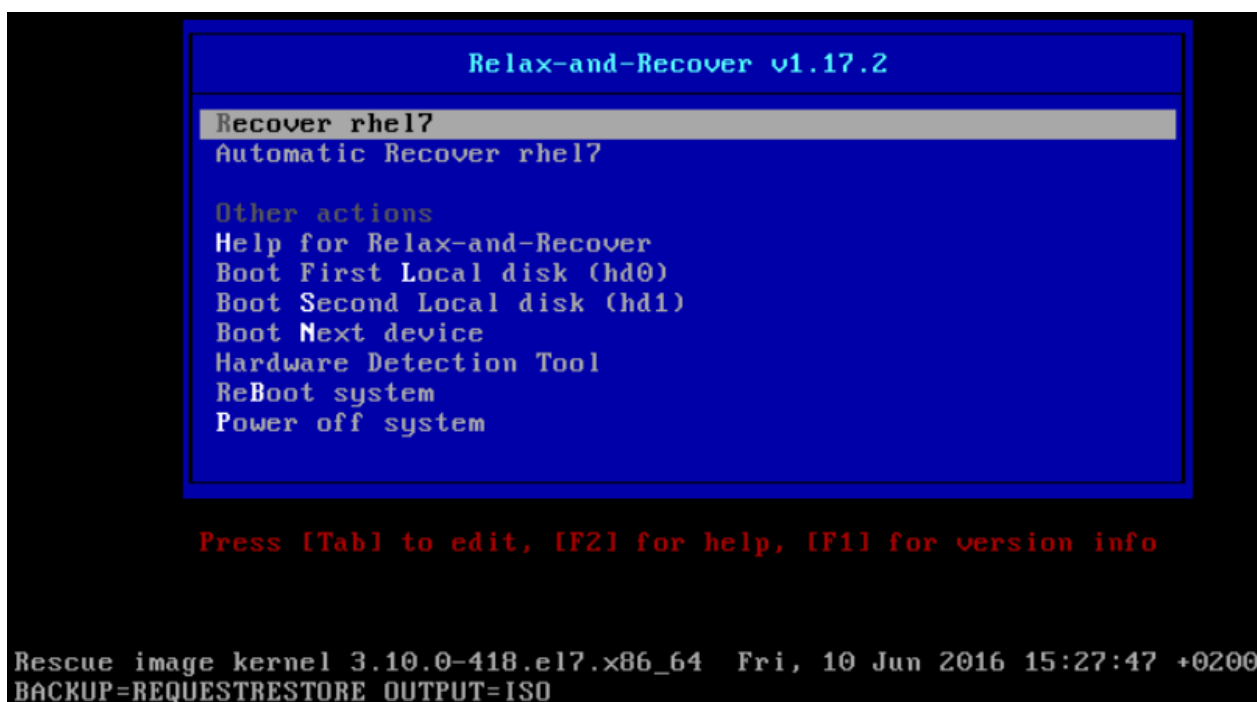 Relax-and-Recover v1.17.2
Recover rhel7
Automatic Recover rhel7
Other actions
Help for Relax-and-Recover
Boot First Local disk (hd0)
Boot Second Local disk (hd1)
Boot Next device
Hardware Detection Tool
ReBoot system
Power off system
Press [Tab] to edit, [F2] for help, [F1] for version info
Rescue image kernel 3.10.0-418.el7.x86_64  Fri, 10 Jun 2016 15:27:47 +0200
BACKUP=REQUESTRESTORE OUTPUT=ISO